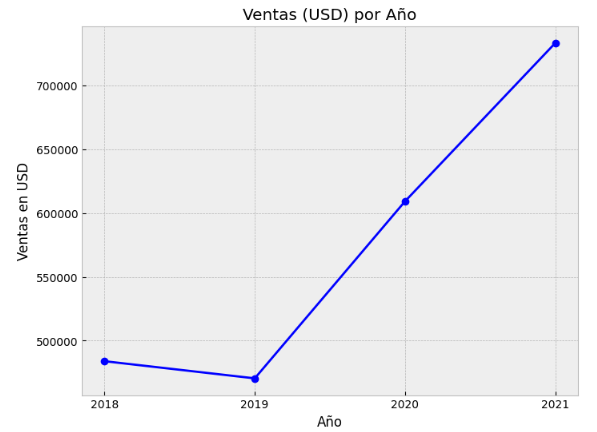 Ventas (USD) por Año
Ventas en USD
700000
650000
600000
550000
500000
2018 2019 2020 2021
Año